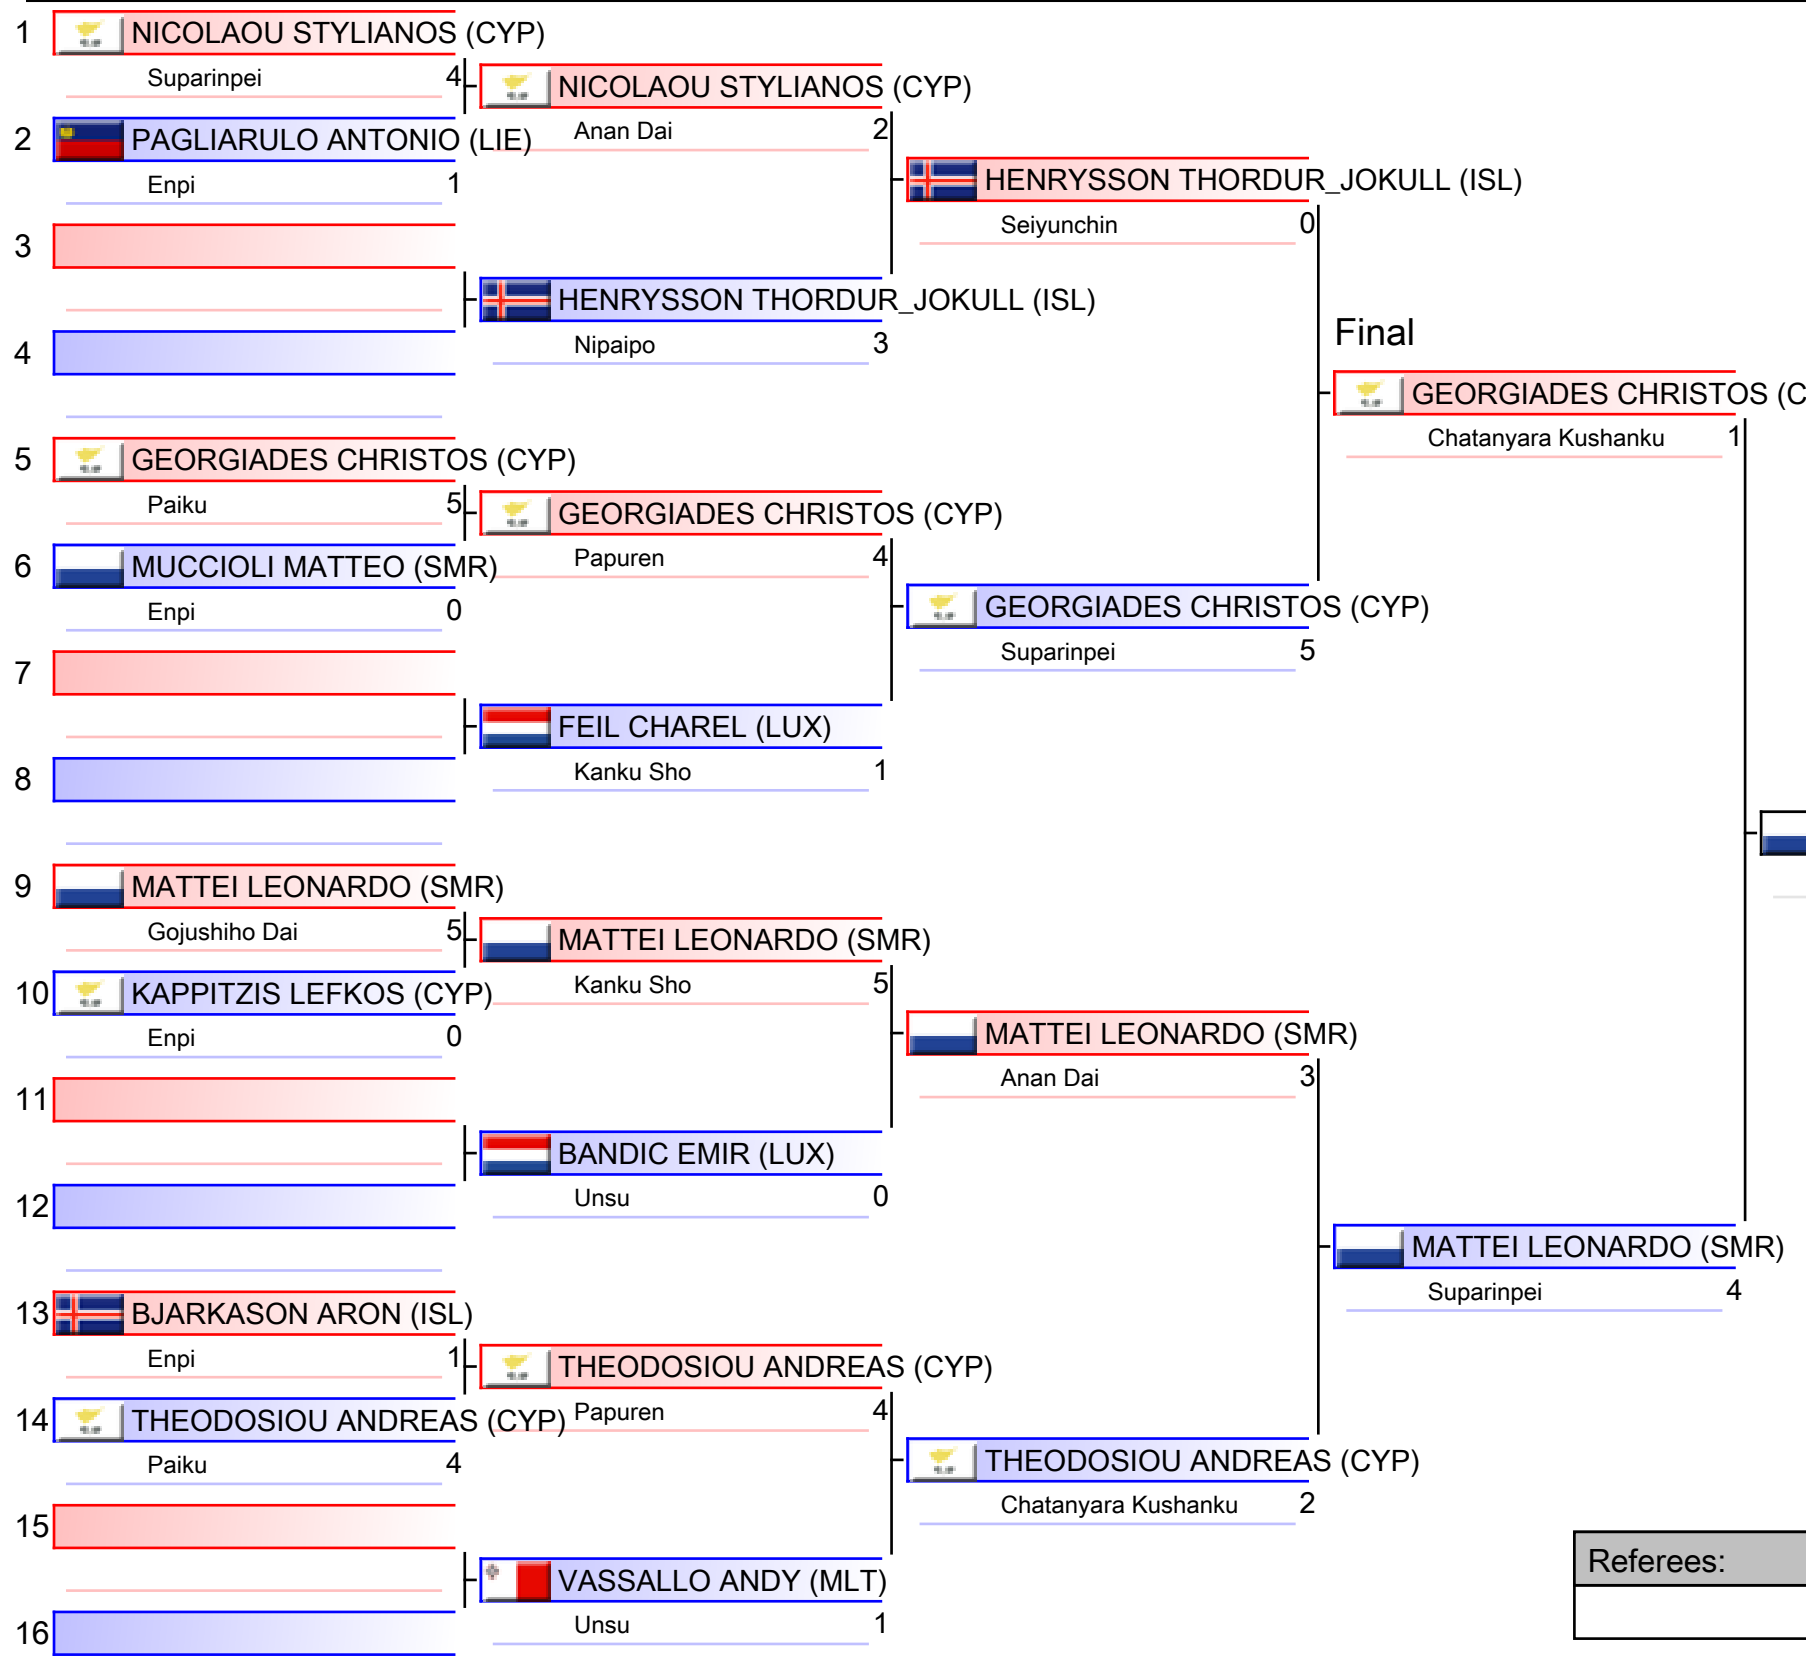 1 NICOLAOU STYLIANOS (CYP)
Suparinpei 4
NICOLAOU STYLIANOS (CYP)
Anan Dai 2
2 PAGLIARULO ANTONIO (LIE)
Enpi 1
HENRYSSON THORDUR_JOKULL (ISL)
Seiyunchin 0
3
HENRYSSON THORDUR_JOKULL (ISL)
Nipaipo 3
4
Final
GEORGIADES CHRISTOS (C
Chatanyara Kushanku 1
5 GEORGIADES CHRISTOS (CYP)
Paiku 5
GEORGIADES CHRISTOS (CYP)
Papuren 4
6 MUCCIOLI MATTEO (SMR)
Enpi 0
GEORGIADES CHRISTOS (CYP)
Suparinpei 5
7
FEIL CHAREL (LUX)
Kanku Sho 1
8
9 MATTEI LEONARDO (SMR)
Gojushiho Dai 5
MATTEI LEONARDO (SMR)
Kanku Sho 5
10 KAPPITZIS LEFKOS (CYP)
Enpi 0
MATTEI LEONARDO (SMR)
Anan Dai 3
11
BANDIC EMIR (LUX)
Unsu 0
12
MATTEI LEONARDO (SMR)
Suparinpei 4
13 BJARKASON ARON (ISL)
Enpi 1
THEODOSIOU ANDREAS (CYP)
Papuren 4
14 THEODOSIOU ANDREAS (CYP)
Paiku 4
THEODOSIOU ANDREAS (CYP)
Chatanyara Kushanku 2
15
VASSALLO ANDY (MLT)
Unsu 1
16
Referees: